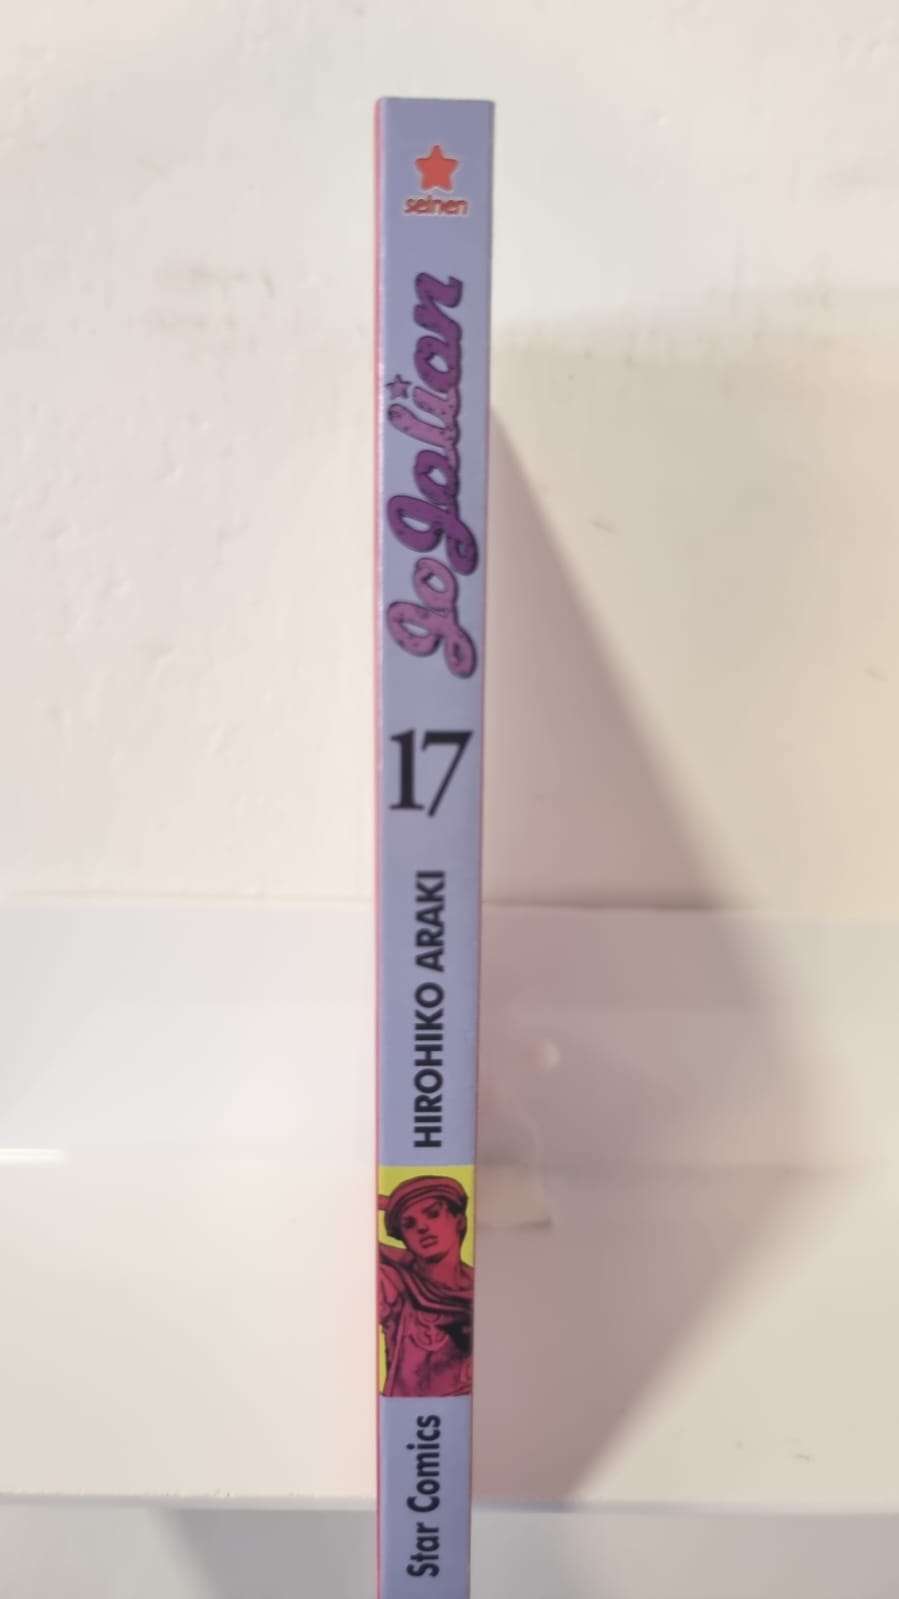 seinen
JoJolion
17
HIROHIKO ARAKI
Star Comics